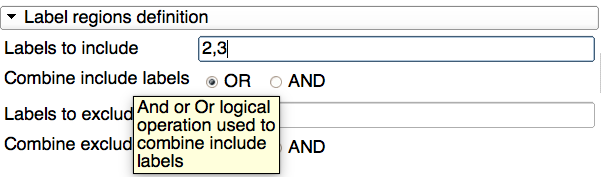 Label regions definition
Labels to include 2,3
Combine include labels OR AND
Labels to exclud
Combine exclud AND
And or Or logical
operation used to
combine include
labels